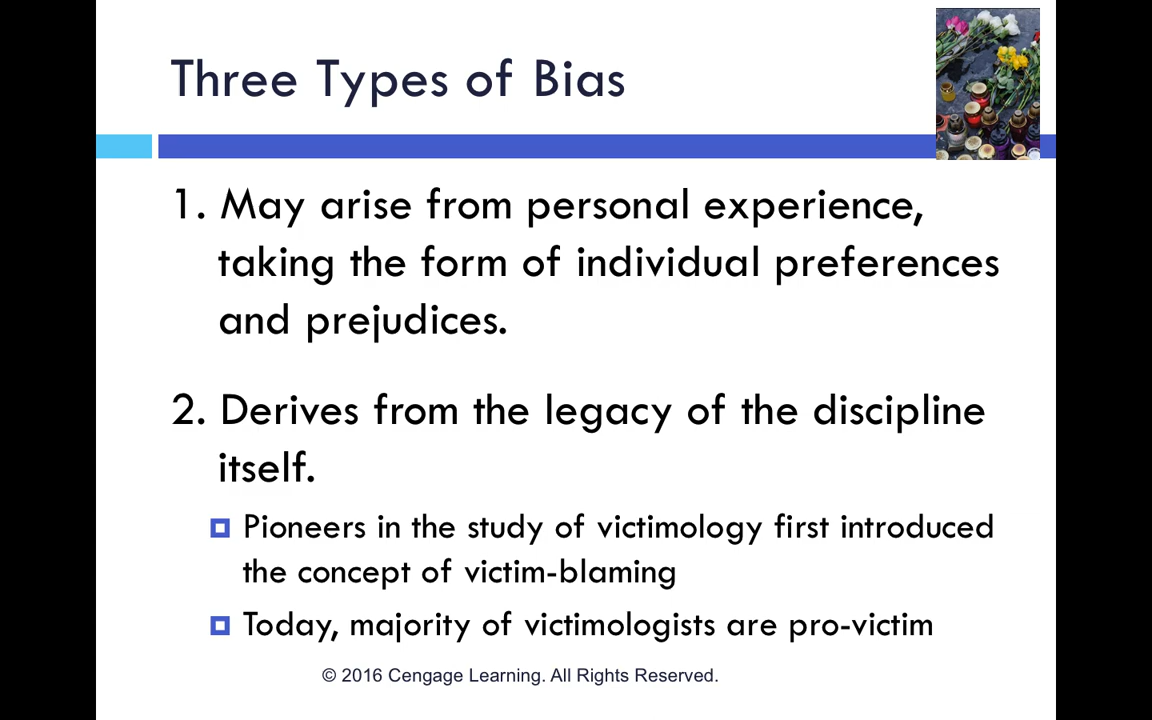 Three Types of Bias
1. May arise from personal experience,
taking the form of individual preferences
and prejudices.
2. Derives from the legacy of the discipline
itself.
Pioneers in the study of victimology first introduced
the concept of victim-blaming
Today, majority of victimologists are pro-victim
© 2016 Cengage Learning. All Rights Reserved.